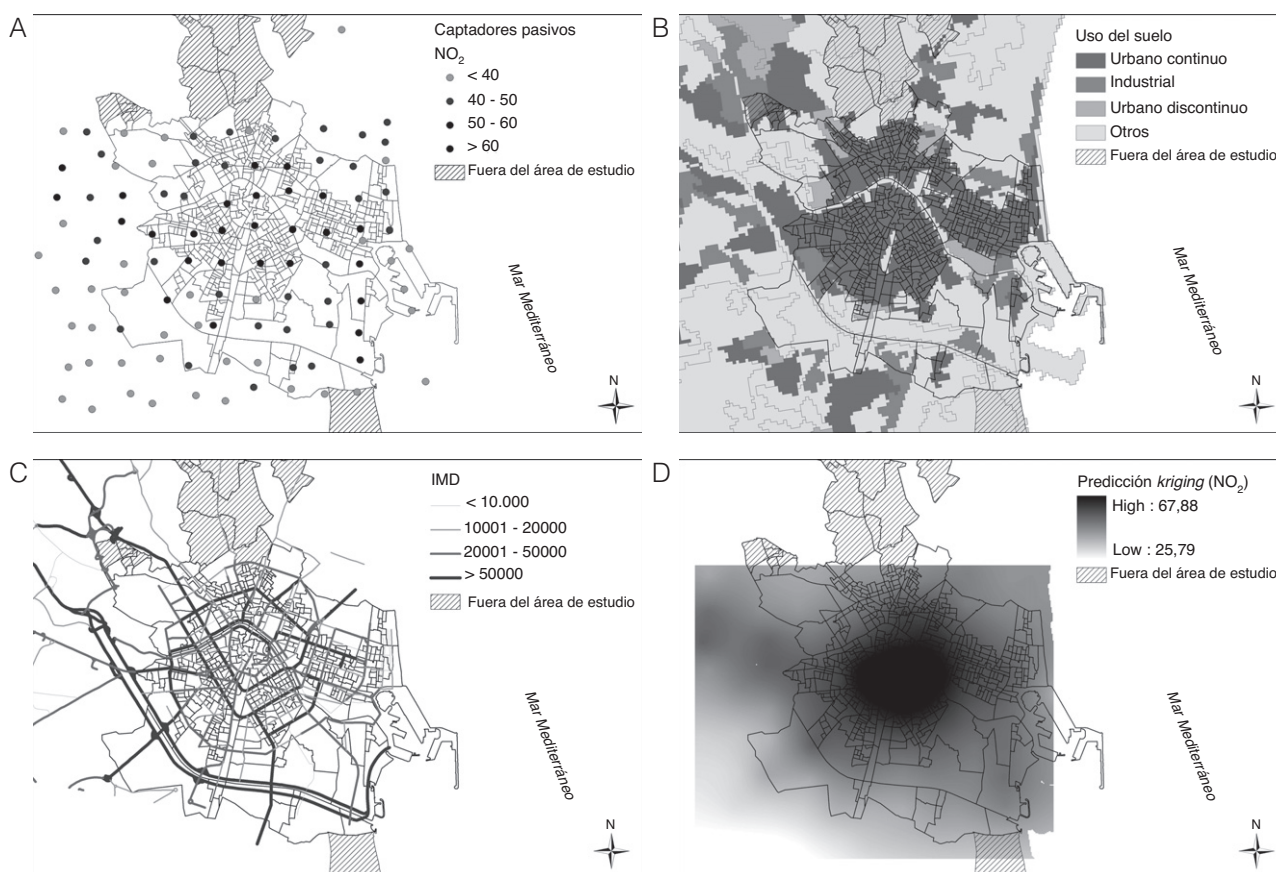 A
Captadores pasivos
NO₂
< 40
40 - 50
50 - 60
> 60
Fuera del área de estudio
Mar Mediterráneo
N
B
Uso del suelo
Urbano continuo
Industrial
Urbano discontinuo
Otros
Fuera del área de estudio
Mar Mediterráneo
N
C
IMD
< 10.000
10001 - 20000
20001 - 50000
> 50000
Fuera del área de estudio
Mar Mediterráneo
N
D
Predicción kriging (NO₂)
High : 67,88
Low : 25,79
Fuera del área de estudio
Mar Mediterráneo
N